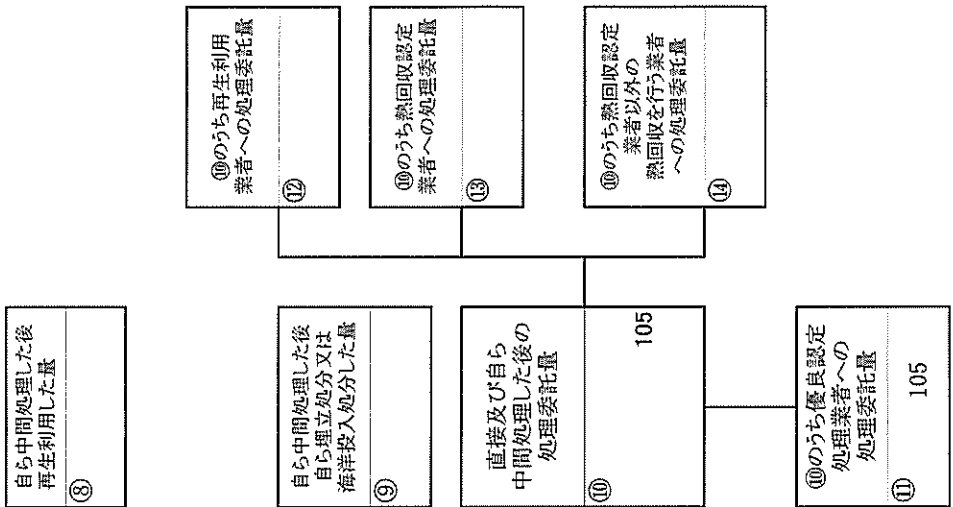 自ら中間処理した後
再生利用した量
⑧
自ら中間処理した後
自ら埋立処分又は
海洋投入処分した量
⑨
直接及び自ら
中間処理した後の
処理委託量
⑩
105
⑩のうち優良認定
処理業者への
処理委託量
⑪
105
⑩のうち再生利用
業者への処理委託量
⑫
⑩のうち熱回収認定
業者への処理委託量
⑬
⑩のうち熱回収認定
業者以外の
熱回収を行う業者
への処理委託量
⑭